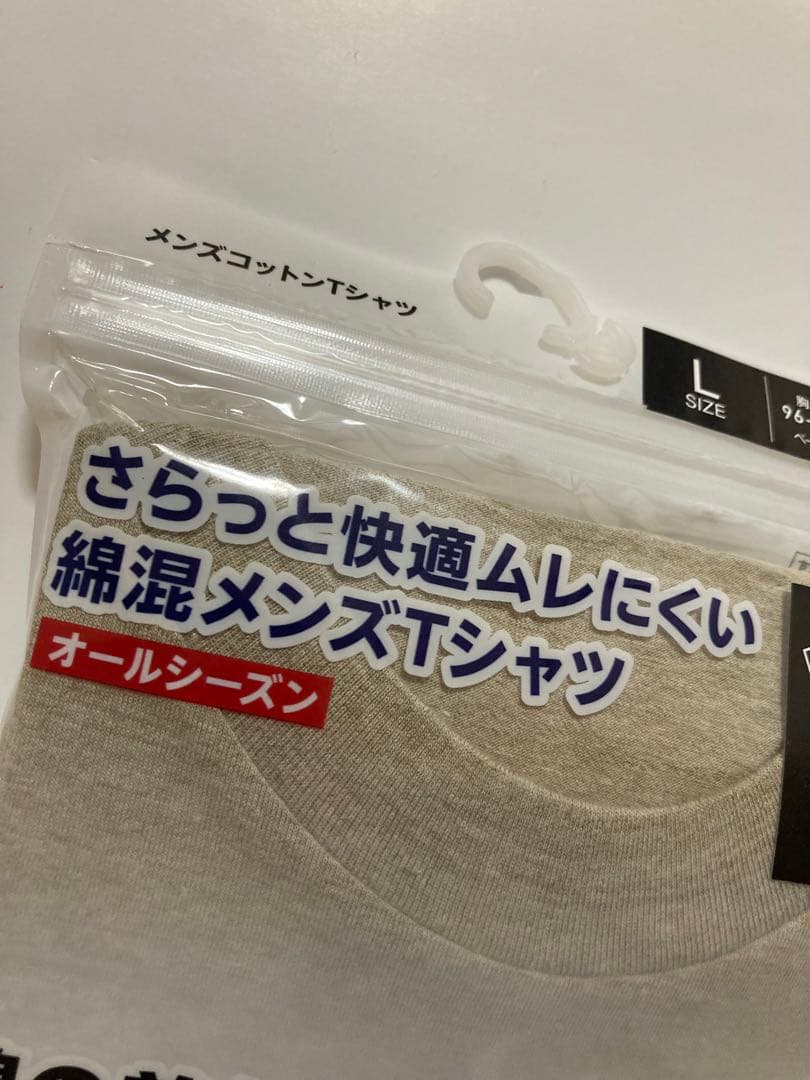 メンズコットンTシャツ
L
SIZE
96-
さらっと快適ムレにくい
綿混メンズTシャツ
オールシーズン